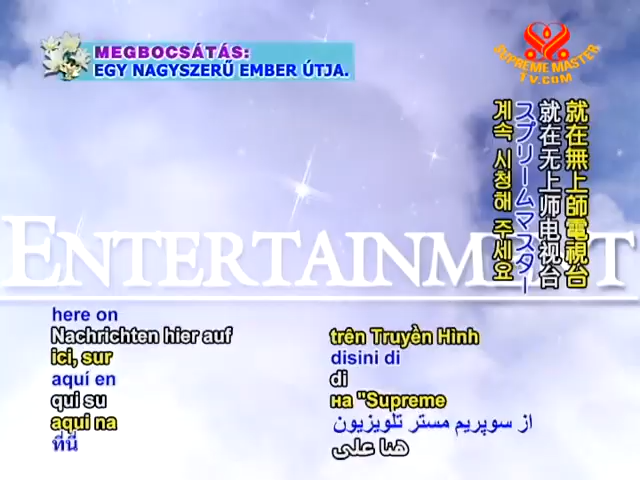 MEGBOCSÁTÁS:
EGY NAGYSZERŰ EMBER ÚTJA.
SUPREME MASTER
TV.COM
就在無上師電視台
就在无上师电视台
スプリームマスター
계속 시청해 주세요
ENTERTAINMENT
here on
Nachrichten hier auf
ici, sur
aquí en
qui su
aqui na
ที่นี่
trên Truyền Hình
disini di
di
на "Supreme
از سوپریم مستر تلویزیون
هنا على